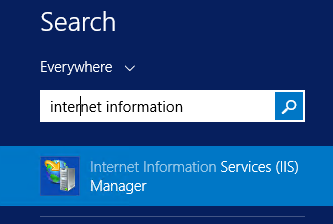 Search
Everywhere
internet information
Internet Information Services (IIS)
Manager